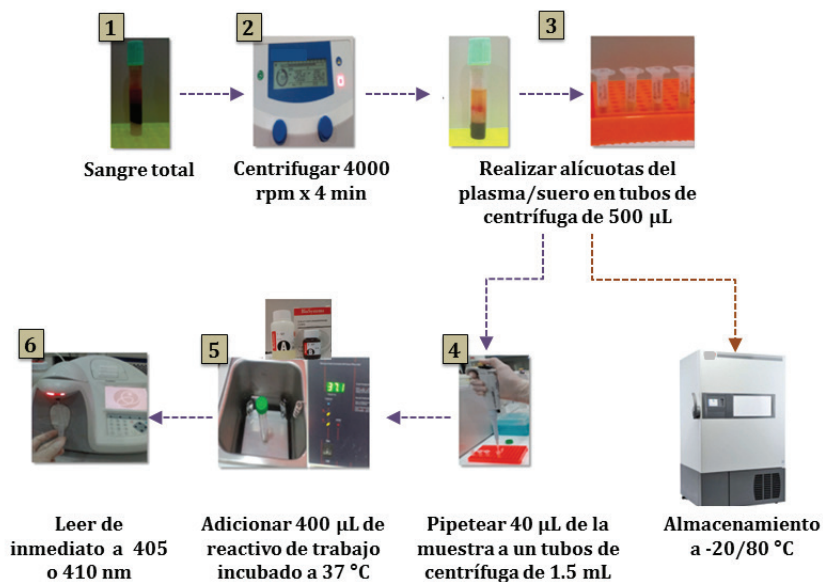 1
2
3
Sangre total
Centrifugar 4000
rpm x 4 min
Realizar alícuotas del
plasma/suero en tubos de
centrífuga de 500 µL
6
5
4
A
371
Leer de
inmediato a 405
o 410 nm
Adicionar 400 µL de
reactivo de trabajo
incubado a 37 °C
Pipetear 40 µL de la
muestra a un tubos de
centrífuga de 1.5 mL
Almacenamiento
a -20/80 °C